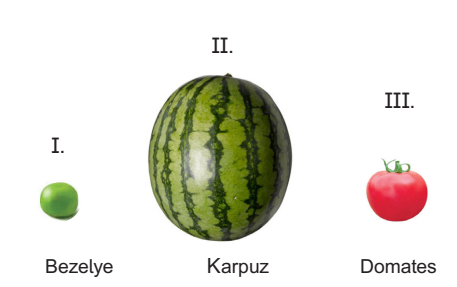 I.
II.
III.
Bezelye
Karpuz
Domates